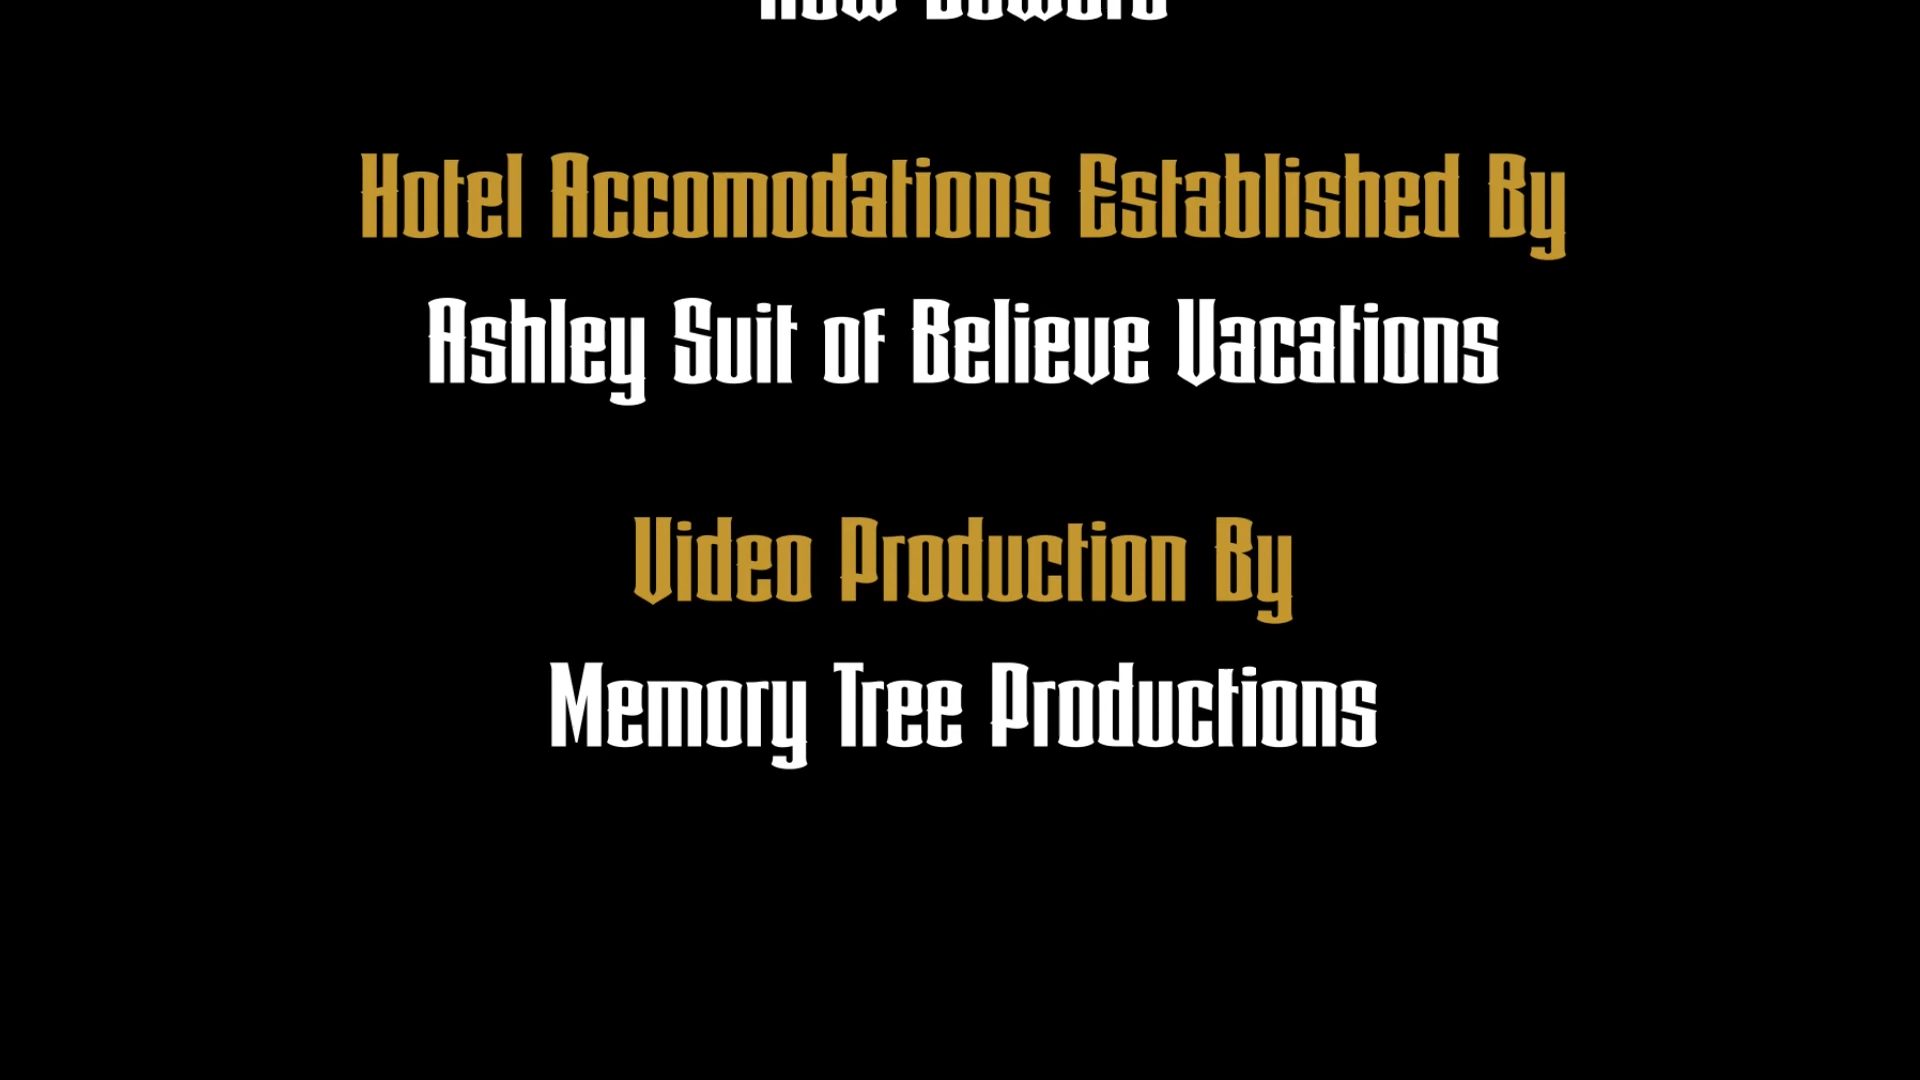 Hotel Accomodations Established By
Ashley Suit of Believe Vacations
Video Production By
Memory Tree Productions